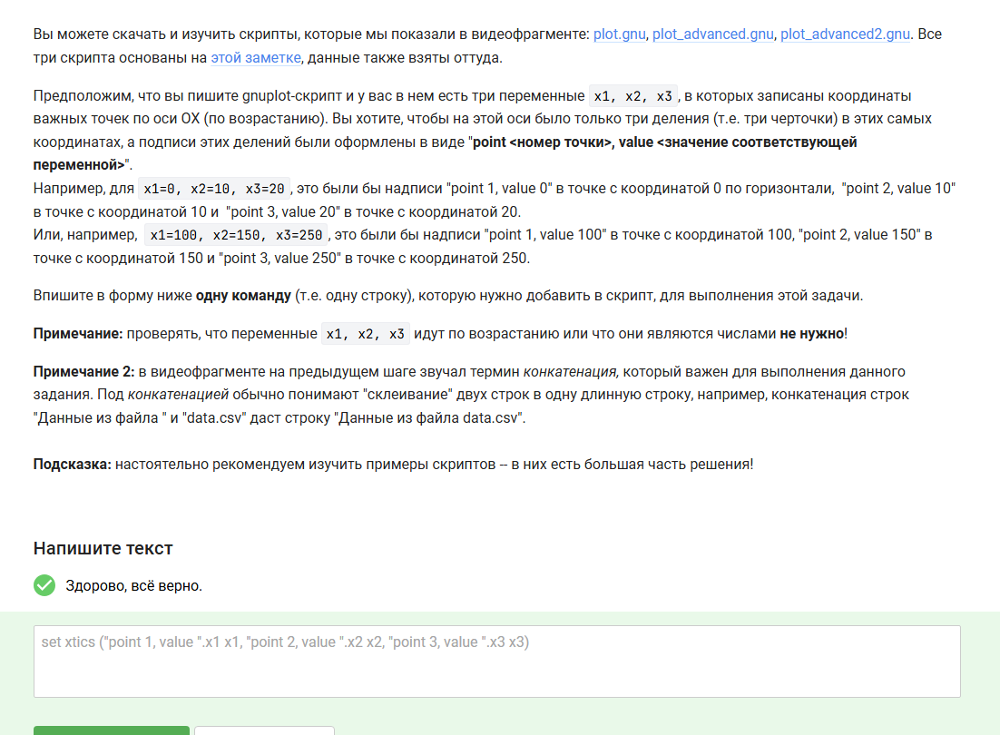 Вы можете скачать и изучить скрипты, которые мы показали в видеофрагменте: plot.gnu, plot_advanced.gnu, plot_advanced2.gnu. Все
три скрипта основаны на этой заметке, данные также взяты оттуда.
Предположим, что вы пишите gnuplot-скрипт и у вас в нем есть три переменные x1, x2, x3, в которых записаны координаты
важных точек по оси OX (по возрастанию). Вы хотите, чтобы на этой оси было только три деления (т.е. три черточки) в этих самых
координатах, а подписи этих делений были оформлены в виде "point <номер точки>, value <значение соответствующей
переменной>".
Например, для x1=0, x2=10, x3=20, это были бы надписи "point 1, value 0" в точке с координатой 0 по горизонтали, "point 2, value 10"
в точке с координатой 10 и "point 3, value 20" в точке с координатой 20.
Или, например, x1=100, x2=150, x3=250, это были бы надписи "point 1, value 100" в точке с координатой 100, "point 2, value 150" в
точке с координатой 150 и "point 3, value 250" в точке с координатой 250.
Впишите в форму ниже одну команду (т.е. одну строку), которую нужно добавить в скрипт, для выполнения этой задачи.
Примечание: проверять, что переменные x1, x2, x3 идут по возрастанию или что они являются числами не нужно!
Примечание 2: в видеофрагменте на предыдущем шаге звучал термин конкатенация, который важен для выполнения данного
задания. Под конкатенацией обычно понимают "склеивание" двух строк в одну длинную строку, например, конкатенация строк
"Данные из файла " и "data.csv" даст строку "Данные из файла data.csv".
Подсказка: настоятельно рекомендуем изучить примеры скриптов -- в них есть большая часть решения!
Напишите текст
Здорово, всё верно.
set xtics ("point 1, value ".x1 x1, "point 2, value ".x2 x2, "point 3, value ".x3 x3)